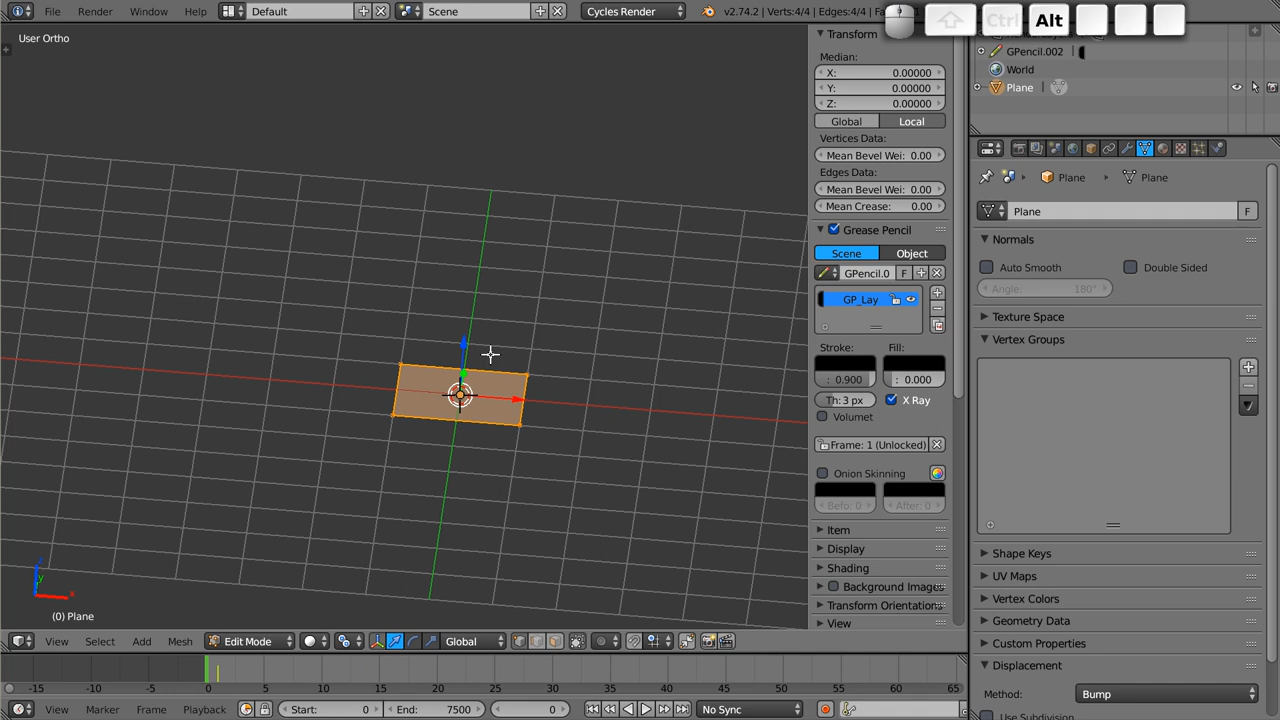 File Render Window Help Default Scene Cycles Render v2.74.2 | Verts:4/4 | Edges:4/4 |
Ctrl Alt
User Ortho
Transform
Median:
X: 0.00000
Y: 0.00000
Z: 0.00000
Global Local
Vertices Data:
Mean Bevel Wei: 0.00
Edges Data:
Mean Bevel Wei: 0.00
Mean Crease: 0.00
Grease Pencil
Scene Object
GPencil.0 F
GP_Lay
Stroke: Fill:
: 0.900 : 0.000
Th: 3 px X Ray
Volumet
Frame: 1 (Unlocked)
Onion Skinning
Befo: 0 After: 0
Item
Display
Shading
Background Images
Transform Orientations
View
GPencil.002
World
Plane
Plane Plane
Plane F
Normals
Auto Smooth Double Sided
Angle: 180°
Texture Space
Vertex Groups
Shape Keys
UV Maps
Vertex Colors
Geometry Data
Custom Properties
Displacement
Method: Bump
Use Subdivision
z
y
x
(0) Plane
View Select Add Mesh Edit Mode Global
-15 -10 -5 0 5 10 15 20 25 30 35 40 45 50 55 60 65
View Marker Frame Playback Start: 0 End: 7500 0 No Sync